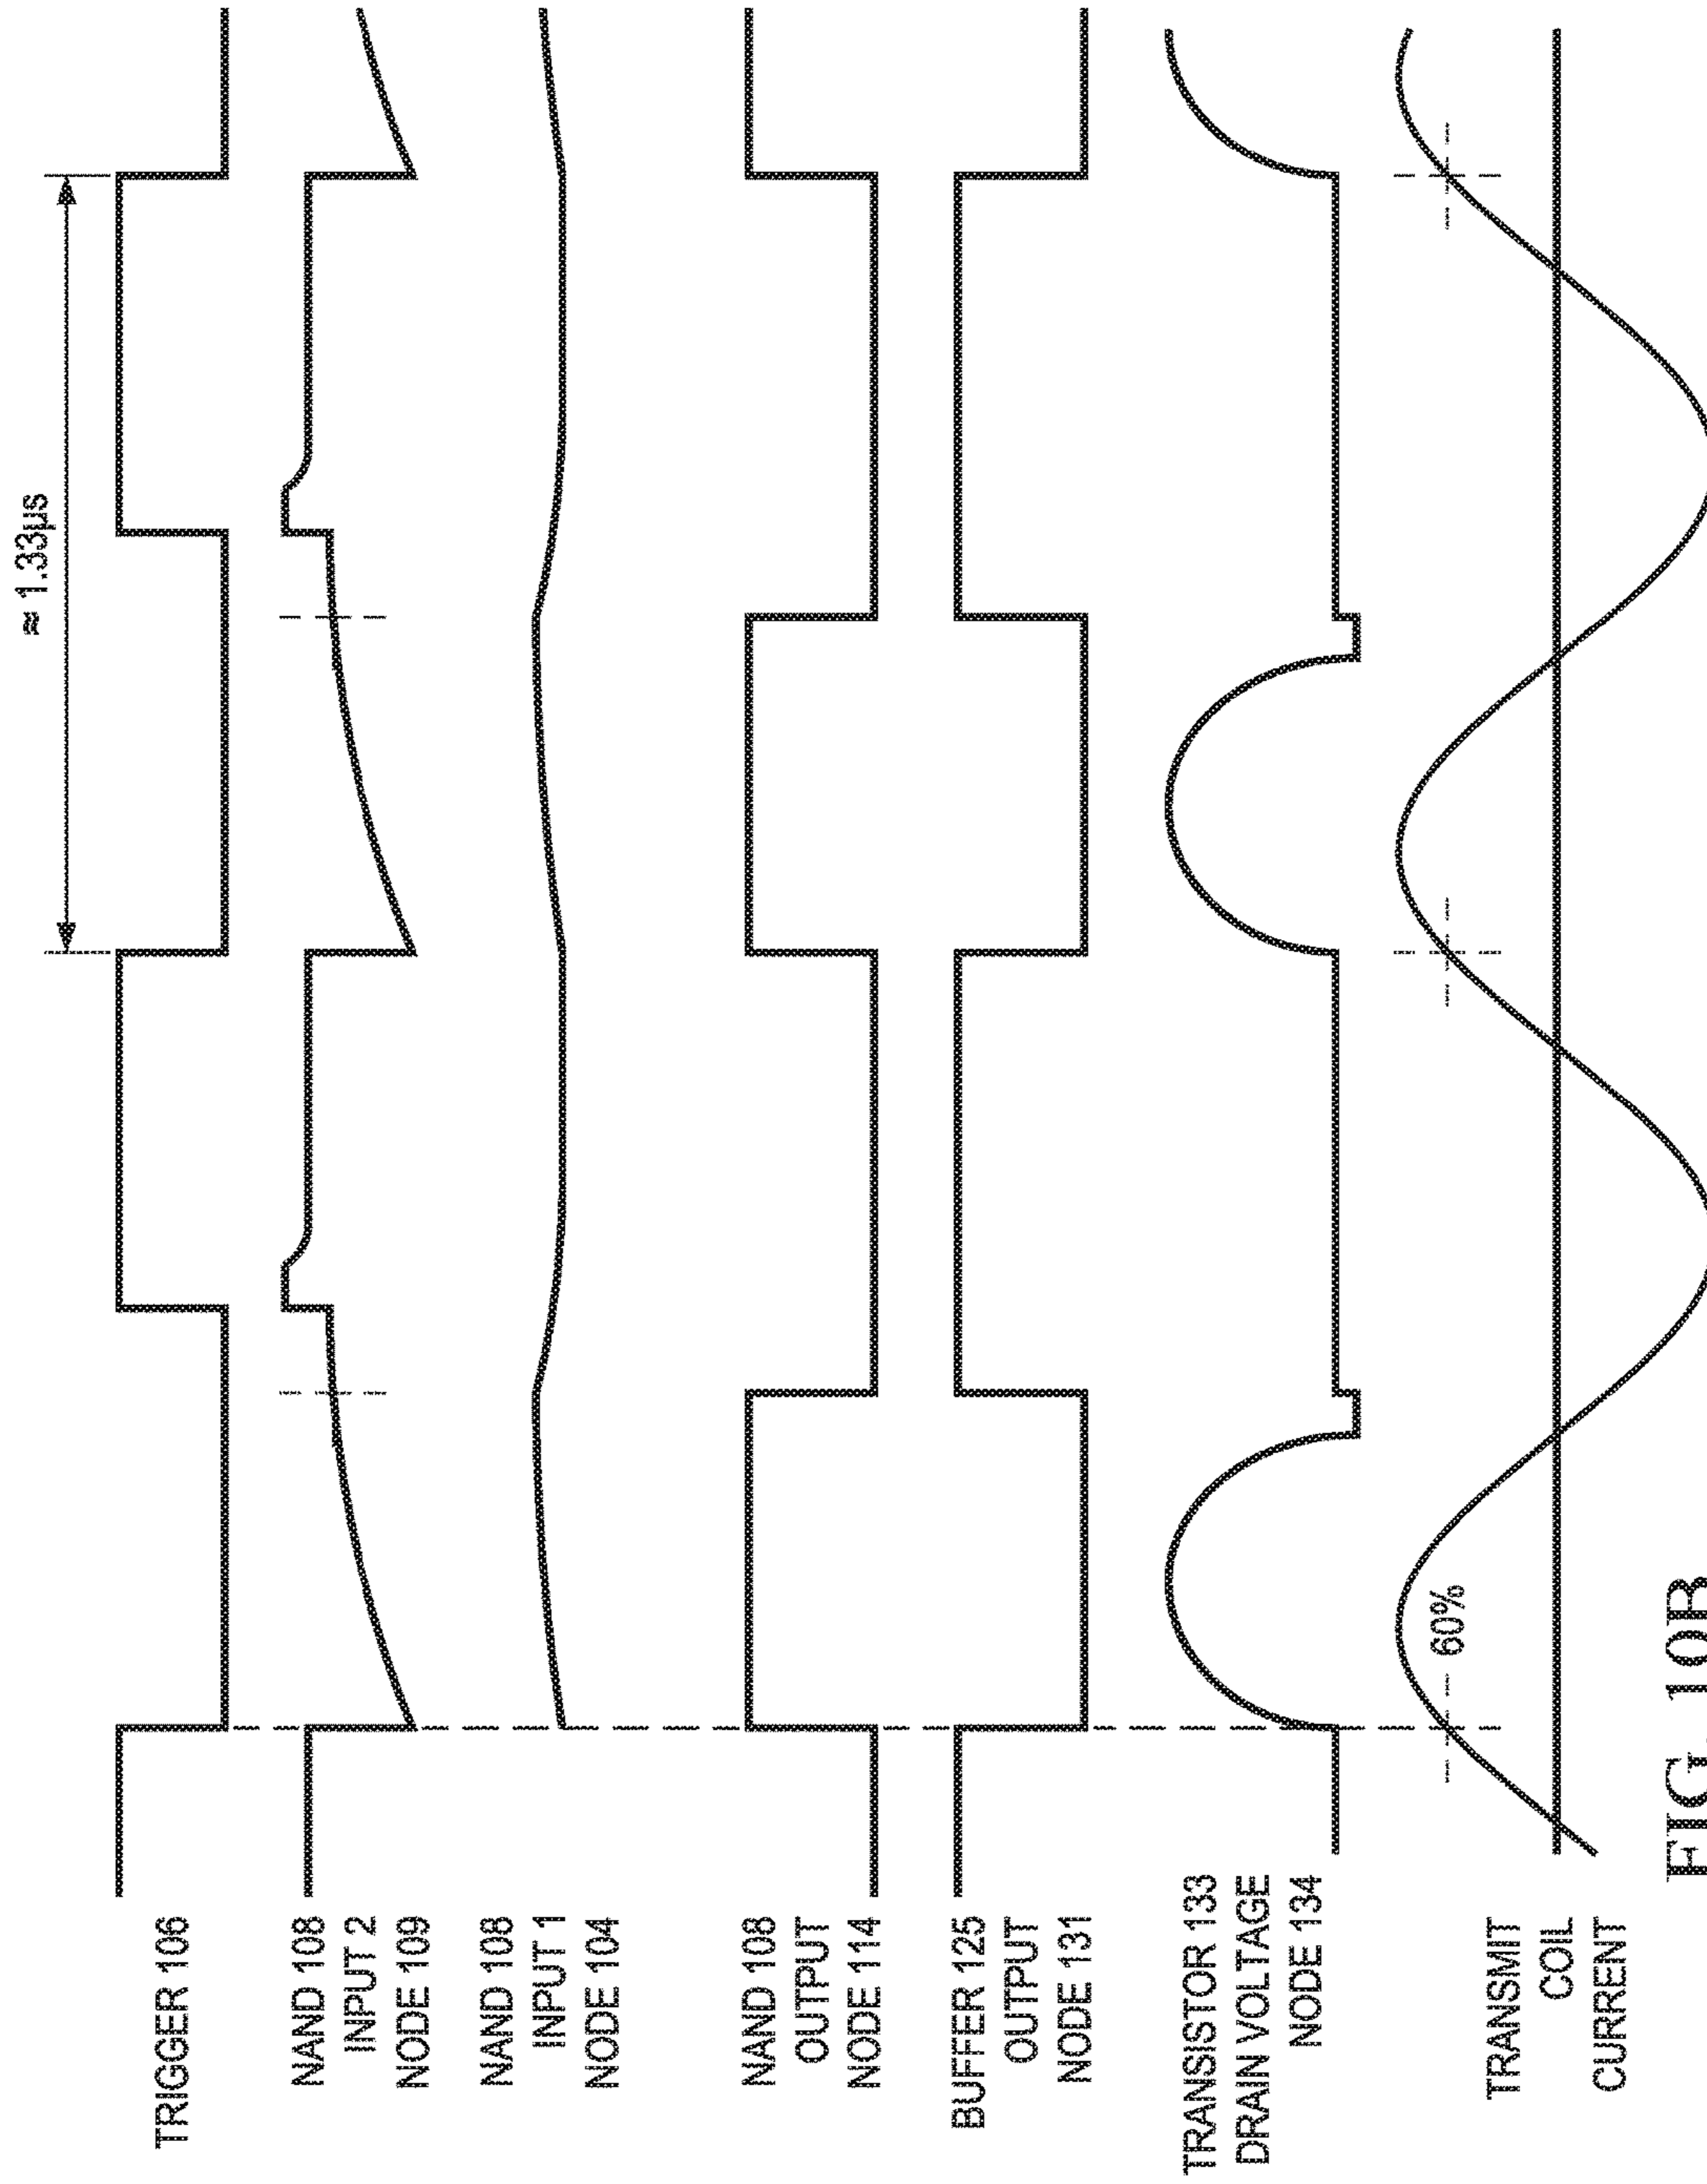 ≈ 1.33µs
TRIGGER 106
NAND 108
INPUT 2
NODE 109
NAND 108
INPUT 1
NODE 104
NAND 108
OUTPUT
NODE 114
BUFFER 125
OUTPUT
NODE 131
TRANSISTOR 133
DRAIN VOLTAGE
NODE 134
60%
TRANSMIT
COIL
CURRENT
FIG. 10B